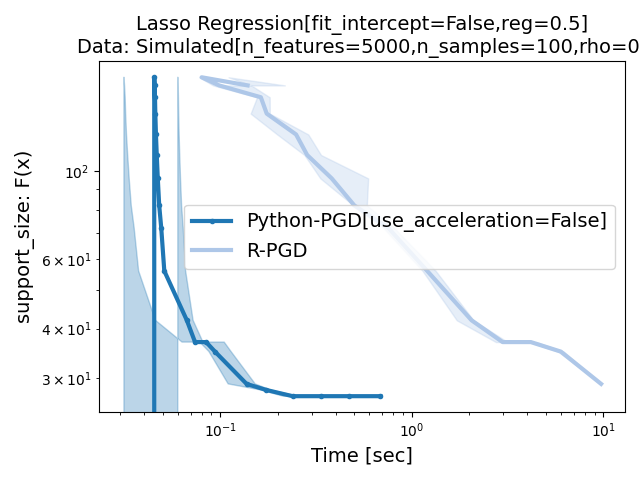 Lasso Regression[fit_intercept=False,reg=0.5]
Data: Simulated[n_features=5000,n_samples=100,rho=0
support_size: F(x)
10²
6 × 10¹
4 × 10¹
3 × 10¹
Python-PGD[use_acceleration=False]
R-PGD
10⁻¹
10⁰
10¹
Time [sec]